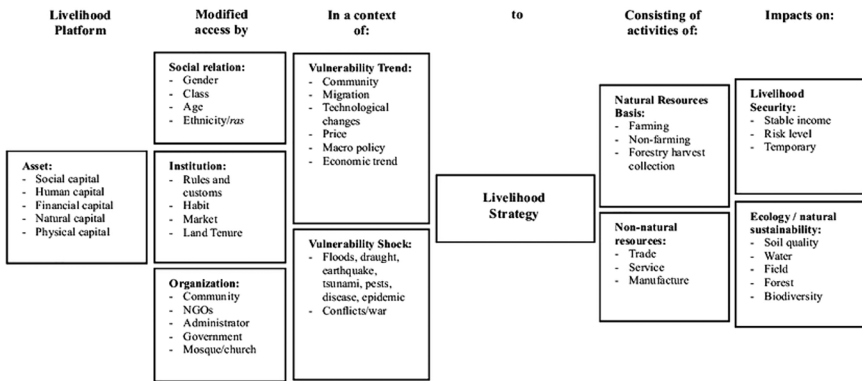 Livelihood
Platform
Modified
access by
In a context
of:
to
Consisting of
activities of:
Impacts on:
Asset:
- Social capital
- Human capital
- Financial capital
- Natural capital
- Physical capital
Social relation:
- Gender
- Class
- Age
- Ethnicity/ras
Institution:
- Rules and
customs
- Habit
- Market
- Land Tenure
Organization:
- Community
- NGOs
- Administrator
- Government
- Mosque/church
Vulnerability Trend:
- Community
- Migration
- Technological
changes
- Price
- Macro policy
- Economic trend
Vulnerability Shock:
- Floods, draught,
earthquake,
tsunami, pests,
disease, epidemic
- Conflicts/war
Livelihood
Strategy
Natural Resources
Basis:
- Farming
- Non-farming
- Forestry harvest
collection
Non-natural
resources:
- Trade
- Service
- Manufacture
Livelihood
Security:
- Stable income
- Risk level
- Temporary
Ecology / natural
sustainability:
- Soil quality
- Water
- Field
- Forest
- Biodiversity